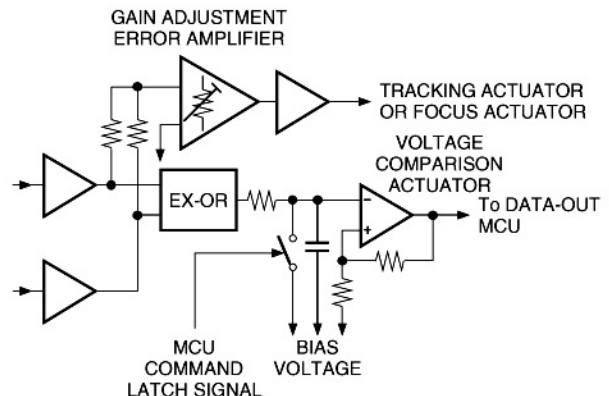 GAIN ADJUSTMENT
ERROR AMPLIFIER
TRACKING ACTUATOR
OR FOCUS ACTUATOR
VOLTAGE
COMPARISON
ACTUATOR
EX-OR
−
+
To DATA-OUT
MCU
MCU
COMMAND
LATCH SIGNAL
BIAS
VOLTAGE